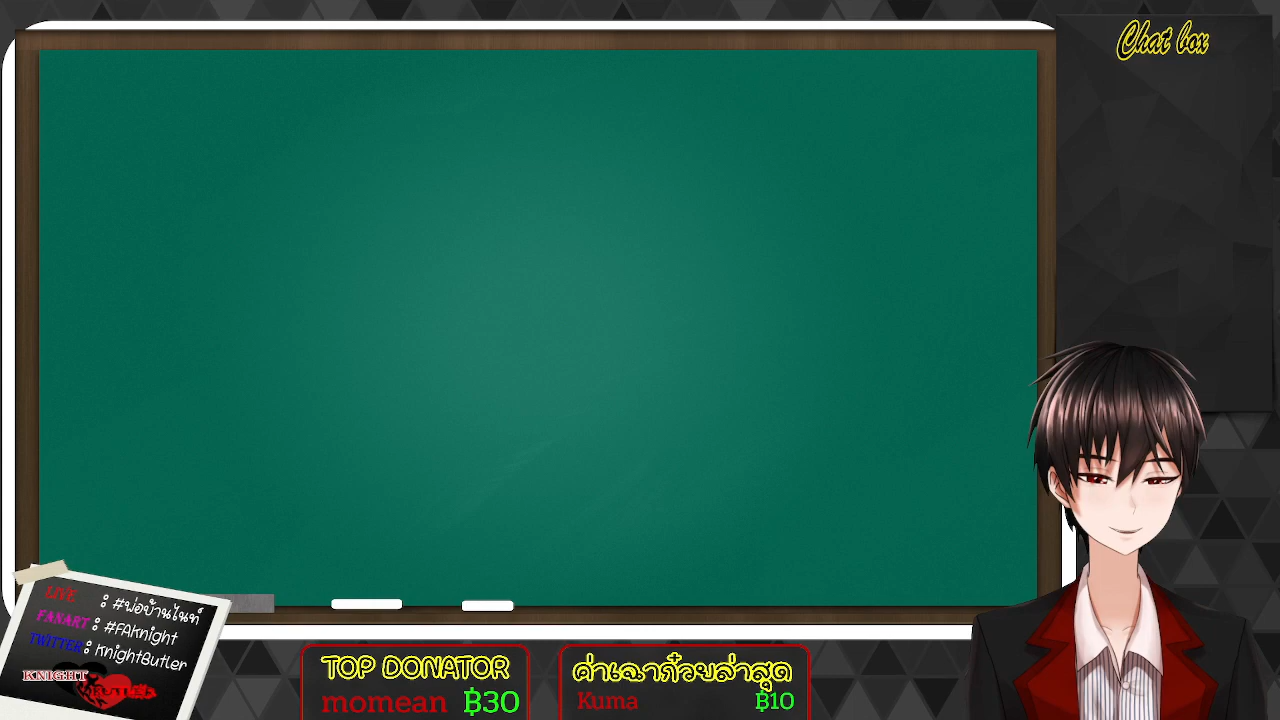 Chat box
LIVE : #พ่อบ้านไนท์
FANART : #FAKnight
TWITTER : KnightButler
KNIGHT
TOP DONATOR
momean ฿30
ค่าเฉาก๋วยล่าสุด
Kuma ฿10